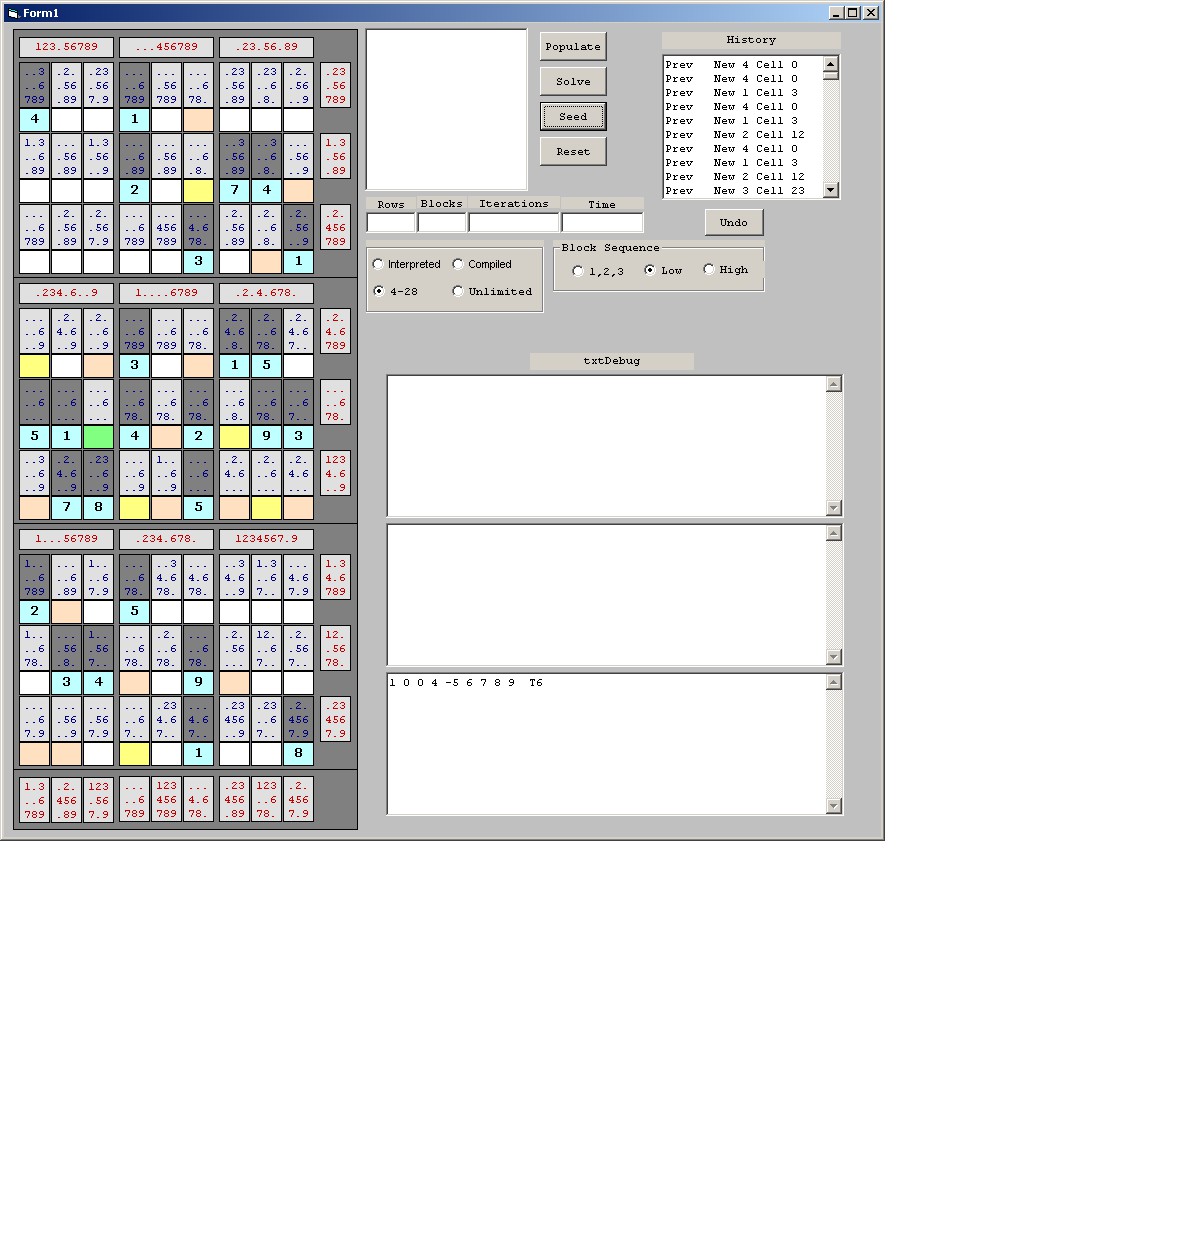 Form1
123.56789 ...456789 .23.56.89
..3 .2. .23 ... ... ... .23 .23 .2. .23
..6 .56 .56 ..6 .56 ..6 .56 .56 .56 .56
789 .89 7.9 789 789 78. .89 .8. ..9 789
4 1
1.3 ... 1.3 ... ... ... ..3 ..3 ... 1.3
..6 .56 .56 ..6 .56 ..6 .56 ..6 .56 .56
.89 .89 ..9 .89 .89 .8. .89 .8. ..9 .89
2 7 4
... .2. .2. ... ... ... .2. .2. .2. .2.
..6 .56 .56 ..6 456 4.6 .56 ..6 .56 456
789 .89 7.9 789 789 78. .89 .8. ..9 789
3 1
.234.6..9 1....6789 .2.4.678.
... .2. .2. ... ... ... .2. .2. .2. .2.
..6 4.6 ..6 ..6 ..6 ..6 4.6 ..6 4.6 4.6
..9 ..9 ..9 789 789 78. .8. 78. 7.. 789
3 1 5
... ... ... ... ... ... ... ... ... ...
..6 ..6 ..6 ..6 ..6 ..6 ..6 ..6 ..6 ..6
... ... ... 78. 78. 78. .8. 78. 7.. 78.
5 1 4 2 9 3
..3 .2. .23 ... 1.. ... .2. .2. .2. 123
..6 4.6 ..6 ..6 ..6 ..6 4.6 ..6 4.6 4.6
..9 ..9 ..9 ..9 ..9 ... ... ... ... ..9
7 8 5
1...56789 .234.678. 1234567.9
1.. ... 1.. ... ..3 ... ..3 1.3 ... 1.3
..6 ..6 ..6 ..6 4.6 4.6 4.6 ..6 4.6 4.6
789 .89 7.9 78. 78. 78. ..9 7.. 7.9 789
2 5
1.. ... 1.. ... .2. ... .2. 12. .2. 12.
..6 .56 .56 ..6 ..6 ..6 .56 ..6 .56 .56
78. .8. 7.. 78. 78. 78. ... 7.. 7.. 78.
3 4 9
... ... ... ... .23 ... .23 .23 .2. .23
..6 .56 .56 ..6 4.6 4.6 456 ..6 456 456
7.9 ..9 7.9 7.. 7.. 7.. ..9 7.. 7.9 7.9
1 8
1.3 .2. 123 ... 123 ... .23 123 .2.
..6 456 .56 ..6 456 4.6 456 ..6 456
789 .89 7.9 789 789 78. .89 78. 7.9
Populate
Solve
Seed
Reset
History
Prev New 4 Cell 0
Prev New 4 Cell 0
Prev New 1 Cell 3
Prev New 4 Cell 0
Prev New 1 Cell 3
Prev New 2 Cell 12
Prev New 4 Cell 0
Prev New 1 Cell 3
Prev New 2 Cell 12
Prev New 3 Cell 23
Rows Blocks Iterations Time
Undo
Interpreted Compiled
4-28 Unlimited
Block Sequence
1,2,3 Low High
txtDebug
1 0 0 4 -5 6 7 8 9 T6